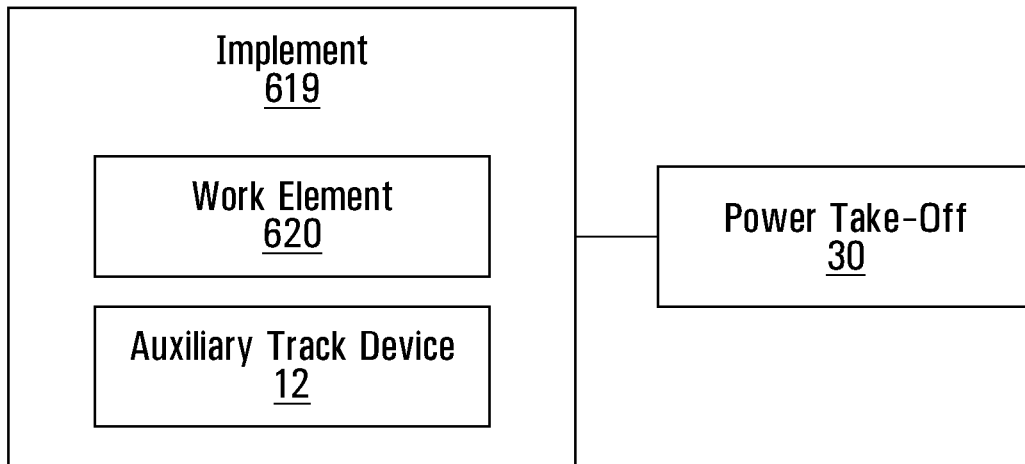 Implement
619
Work Element
620
Auxiliary Track Device
12
Power Take-Off
30